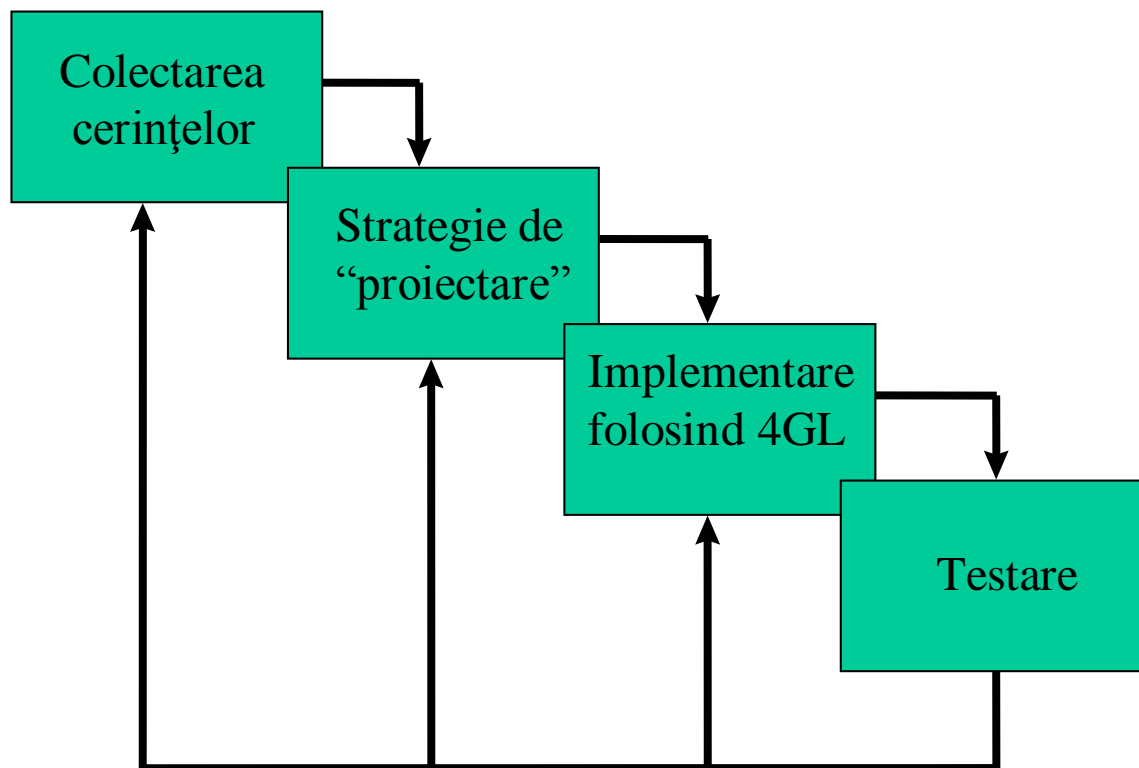 Colectarea
cerinţelor
Strategie de
“proiectare”
Implementare
folosind 4GL
Testare